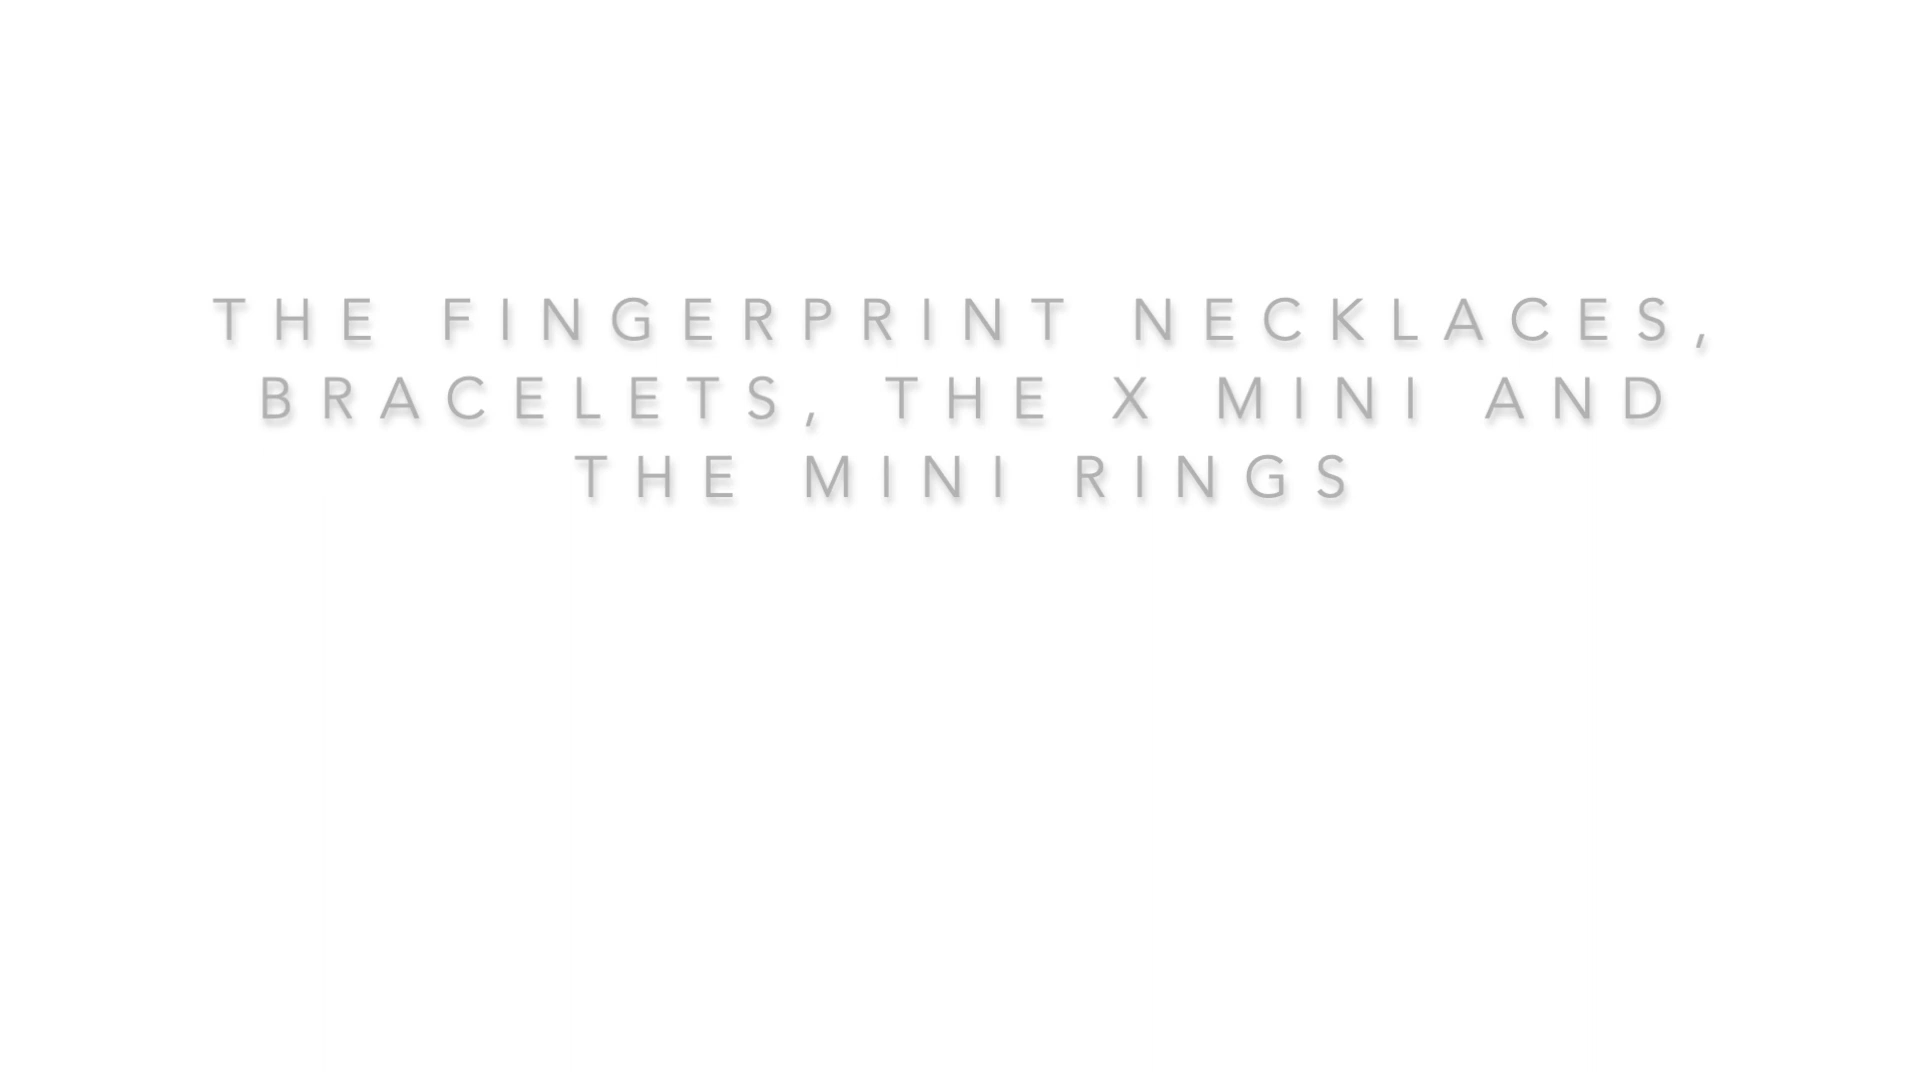 THE FINGERPRINT NECKLACES,
BRACELETS, THE X MINI AND
THE MINI RINGS